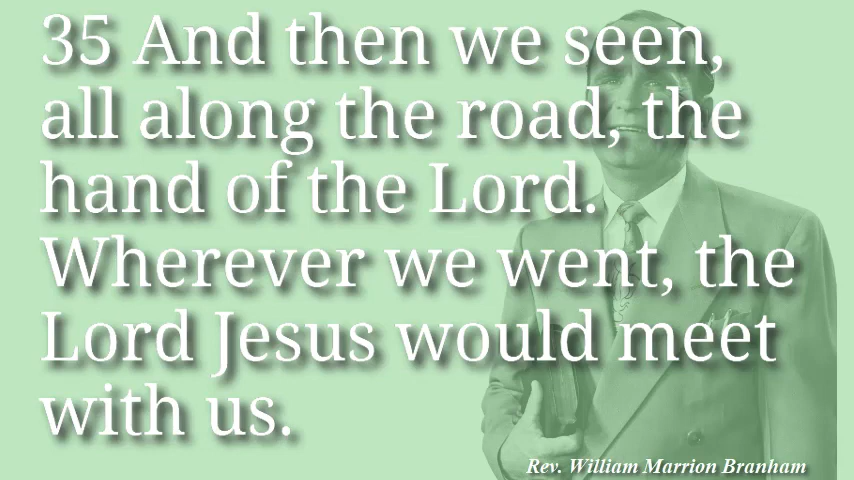 35 And then we seen,
all along the road, the
hand of the Lord.
Wherever we went, the
Lord Jesus would meet
with us.
Rev. William Marrion Branham